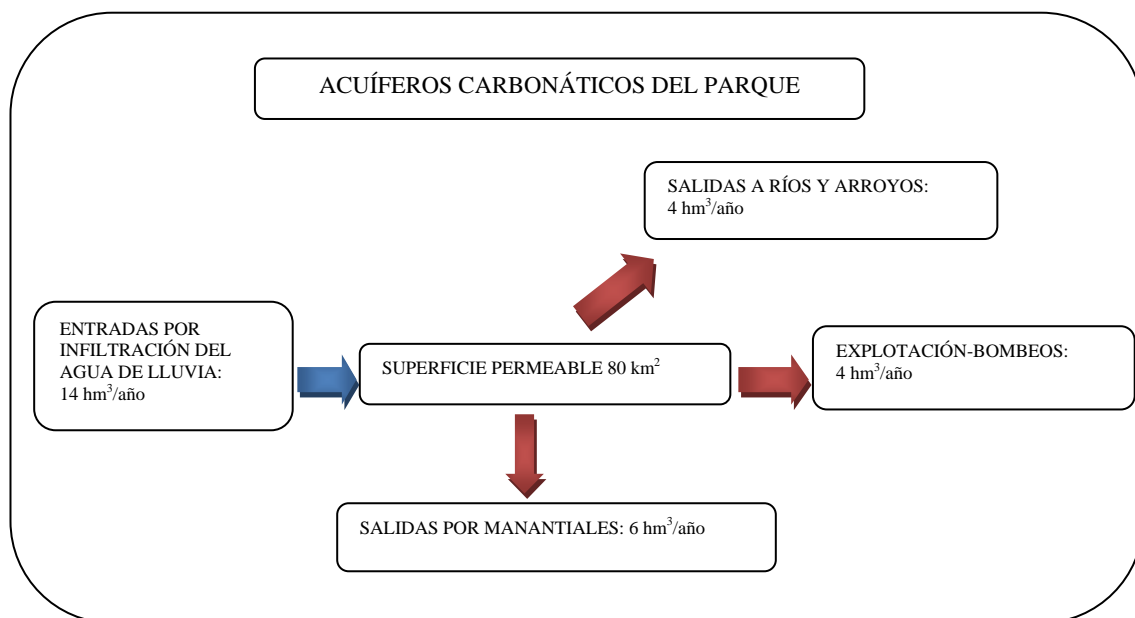 ACUÍFEROS CARBONÁTICOS DEL PARQUE
SALIDAS A RÍOS Y ARROYOS:
4 hm³/año
ENTRADAS POR
INFILTRACIÓN DEL
AGUA DE LLUVIA:
14 hm³/año
SUPERFICIE PERMEABLE 80 km²
EXPLOTACIÓN-BOMBEOS:
4 hm³/año
SALIDAS POR MANANTIALES: 6 hm³/año